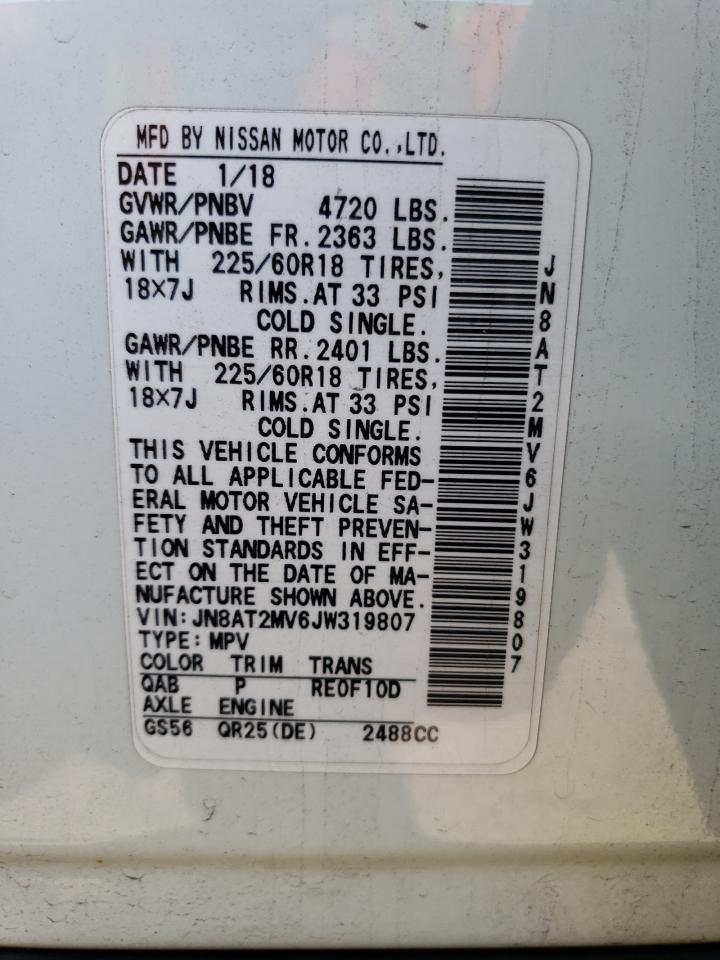 MFD BY NISSAN MOTOR CO.,LTD.
DATE 1/18
GVWR/PNBV 4720 LBS.
GAWR/PNBE FR. 2363 LBS.
WITH 225/60R18 TIRES,
18×7J RIMS. AT 33 PSI
COLD SINGLE.
GAWR/PNBE RR. 2401 LBS.
WITH 225/60R18 TIRES,
18×7J RIMS. AT 33 PSI
COLD SINGLE.
THIS VEHICLE CONFORMS
TO ALL APPLICABLE FED-
ERAL MOTOR VEHICLE SA-
FETY AND THEFT PREVEN-
TION STANDARDS IN EFF-
ECT ON THE DATE OF MA-
NUFACTURE SHOWN ABOVE.
VIN:JN8AT2MV6JW319807
TYPE:MPV
COLOR TRIM TRANS
QAB P RE0F10D
AXLE ENGINE
GS56 QR25(DE) 2488CC
JN8AT2MV6JW319807